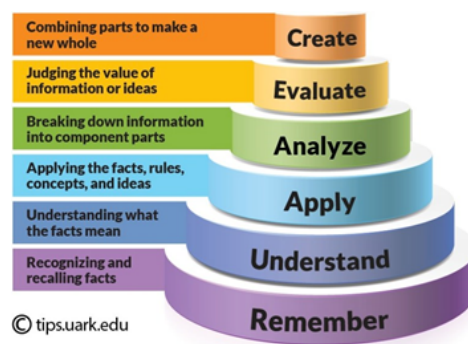 Combining parts to make a
new whole
Create
Judging the value of
information or ideas
Evaluate
Breaking down information
into component parts
Analyze
Applying the facts, rules,
concepts, and ideas
Apply
Understanding what
the facts mean
Understand
Recognizing and
recalling facts
Remember
© tips.uark.edu